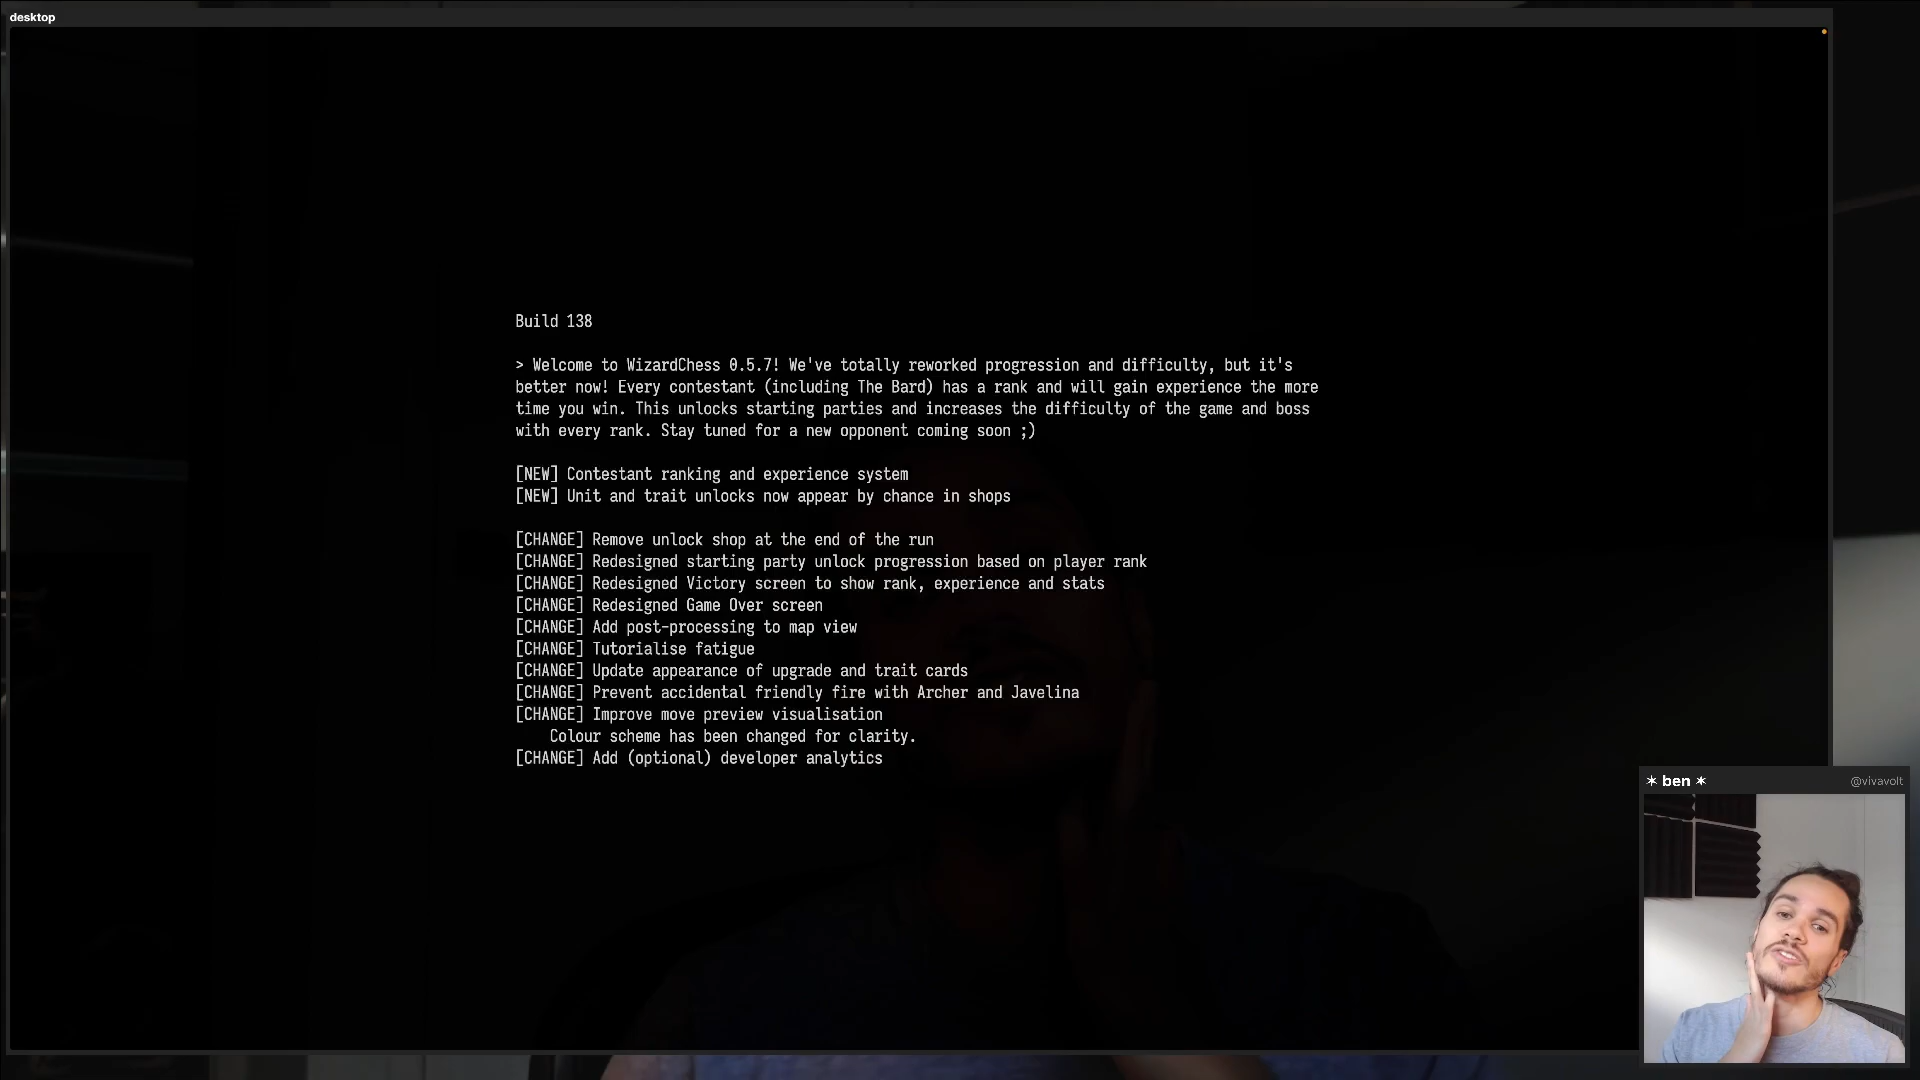 desktop
Build 138
> Welcome to WizardChess 0.5.7! We've totally reworked progression and difficulty, but it's
better now! Every contestant (including The Bard) has a rank and will gain experience the more
time you win. This unlocks starting parties and increases the difficulty of the game and boss
with every rank. Stay tuned for a new opponent coming soon ;)
[NEW] Contestant ranking and experience system
[NEW] Unit and trait unlocks now appear by chance in shops
[CHANGE] Remove unlock shop at the end of the run
[CHANGE] Redesigned starting party unlock progression based on player rank
[CHANGE] Redesigned Victory screen to show rank, experience and stats
[CHANGE] Redesigned Game Over screen
[CHANGE] Add post-processing to map view
[CHANGE] Tutorialise fatigue
[CHANGE] Update appearance of upgrade and trait cards
[CHANGE] Prevent accidental friendly fire with Archer and Javelina
[CHANGE] Improve move preview visualisation
Colour scheme has been changed for clarity.
[CHANGE] Add (optional) developer analytics
✶ ben ✶ @vivavolt